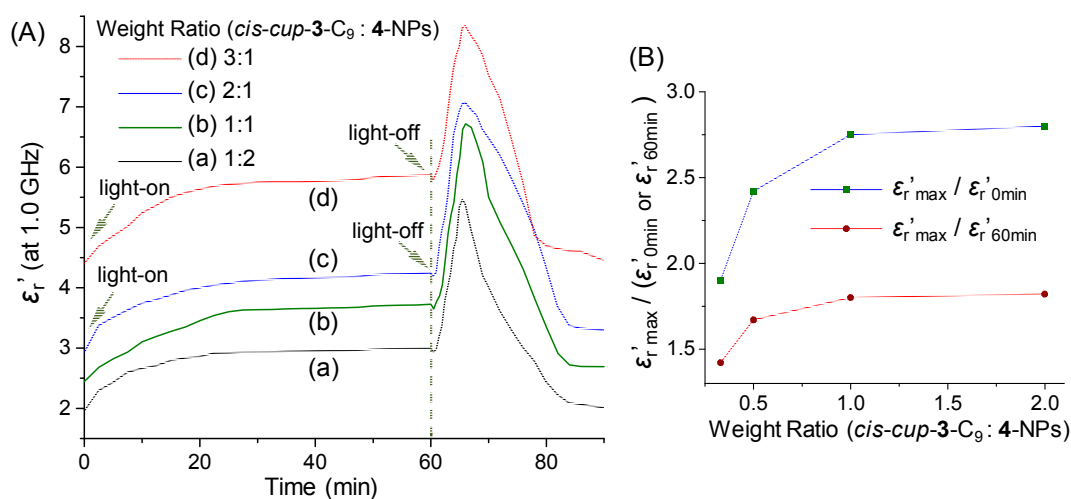 (A)
Weight Ratio (cis-cup-3-C₉ : 4-NPs)
(d) 3:1
(c) 2:1
(b) 1:1
(a) 1:2
light-on
light-off
(d)
light-off
light-on
(c)
(b)
(a)
8
7
6
5
4
3
2
εr' (at 1.0 GHz)
0 20 40 60 80
Time (min)
(B)
3.0
2.5
2.0
1.5
εr'max / (εr'0min or εr'60min)
εr'max / εr'0min
εr'max / εr'60min
0.5 1.0 1.5 2.0
Weight Ratio (cis-cup-3-C₉ : 4-NPs)